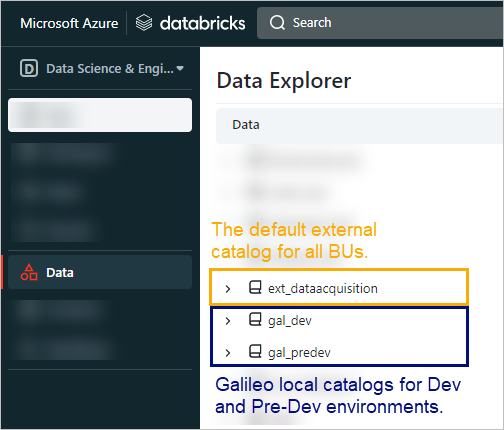 Microsoft Azure databricks Search
D Data Science & Engi...
Data Explorer
Data
The default external
catalog for all BUs.
ext_dataacquisition
Data
gal_dev
gal_predev
Galileo local catalogs for Dev
and Pre-Dev environments.